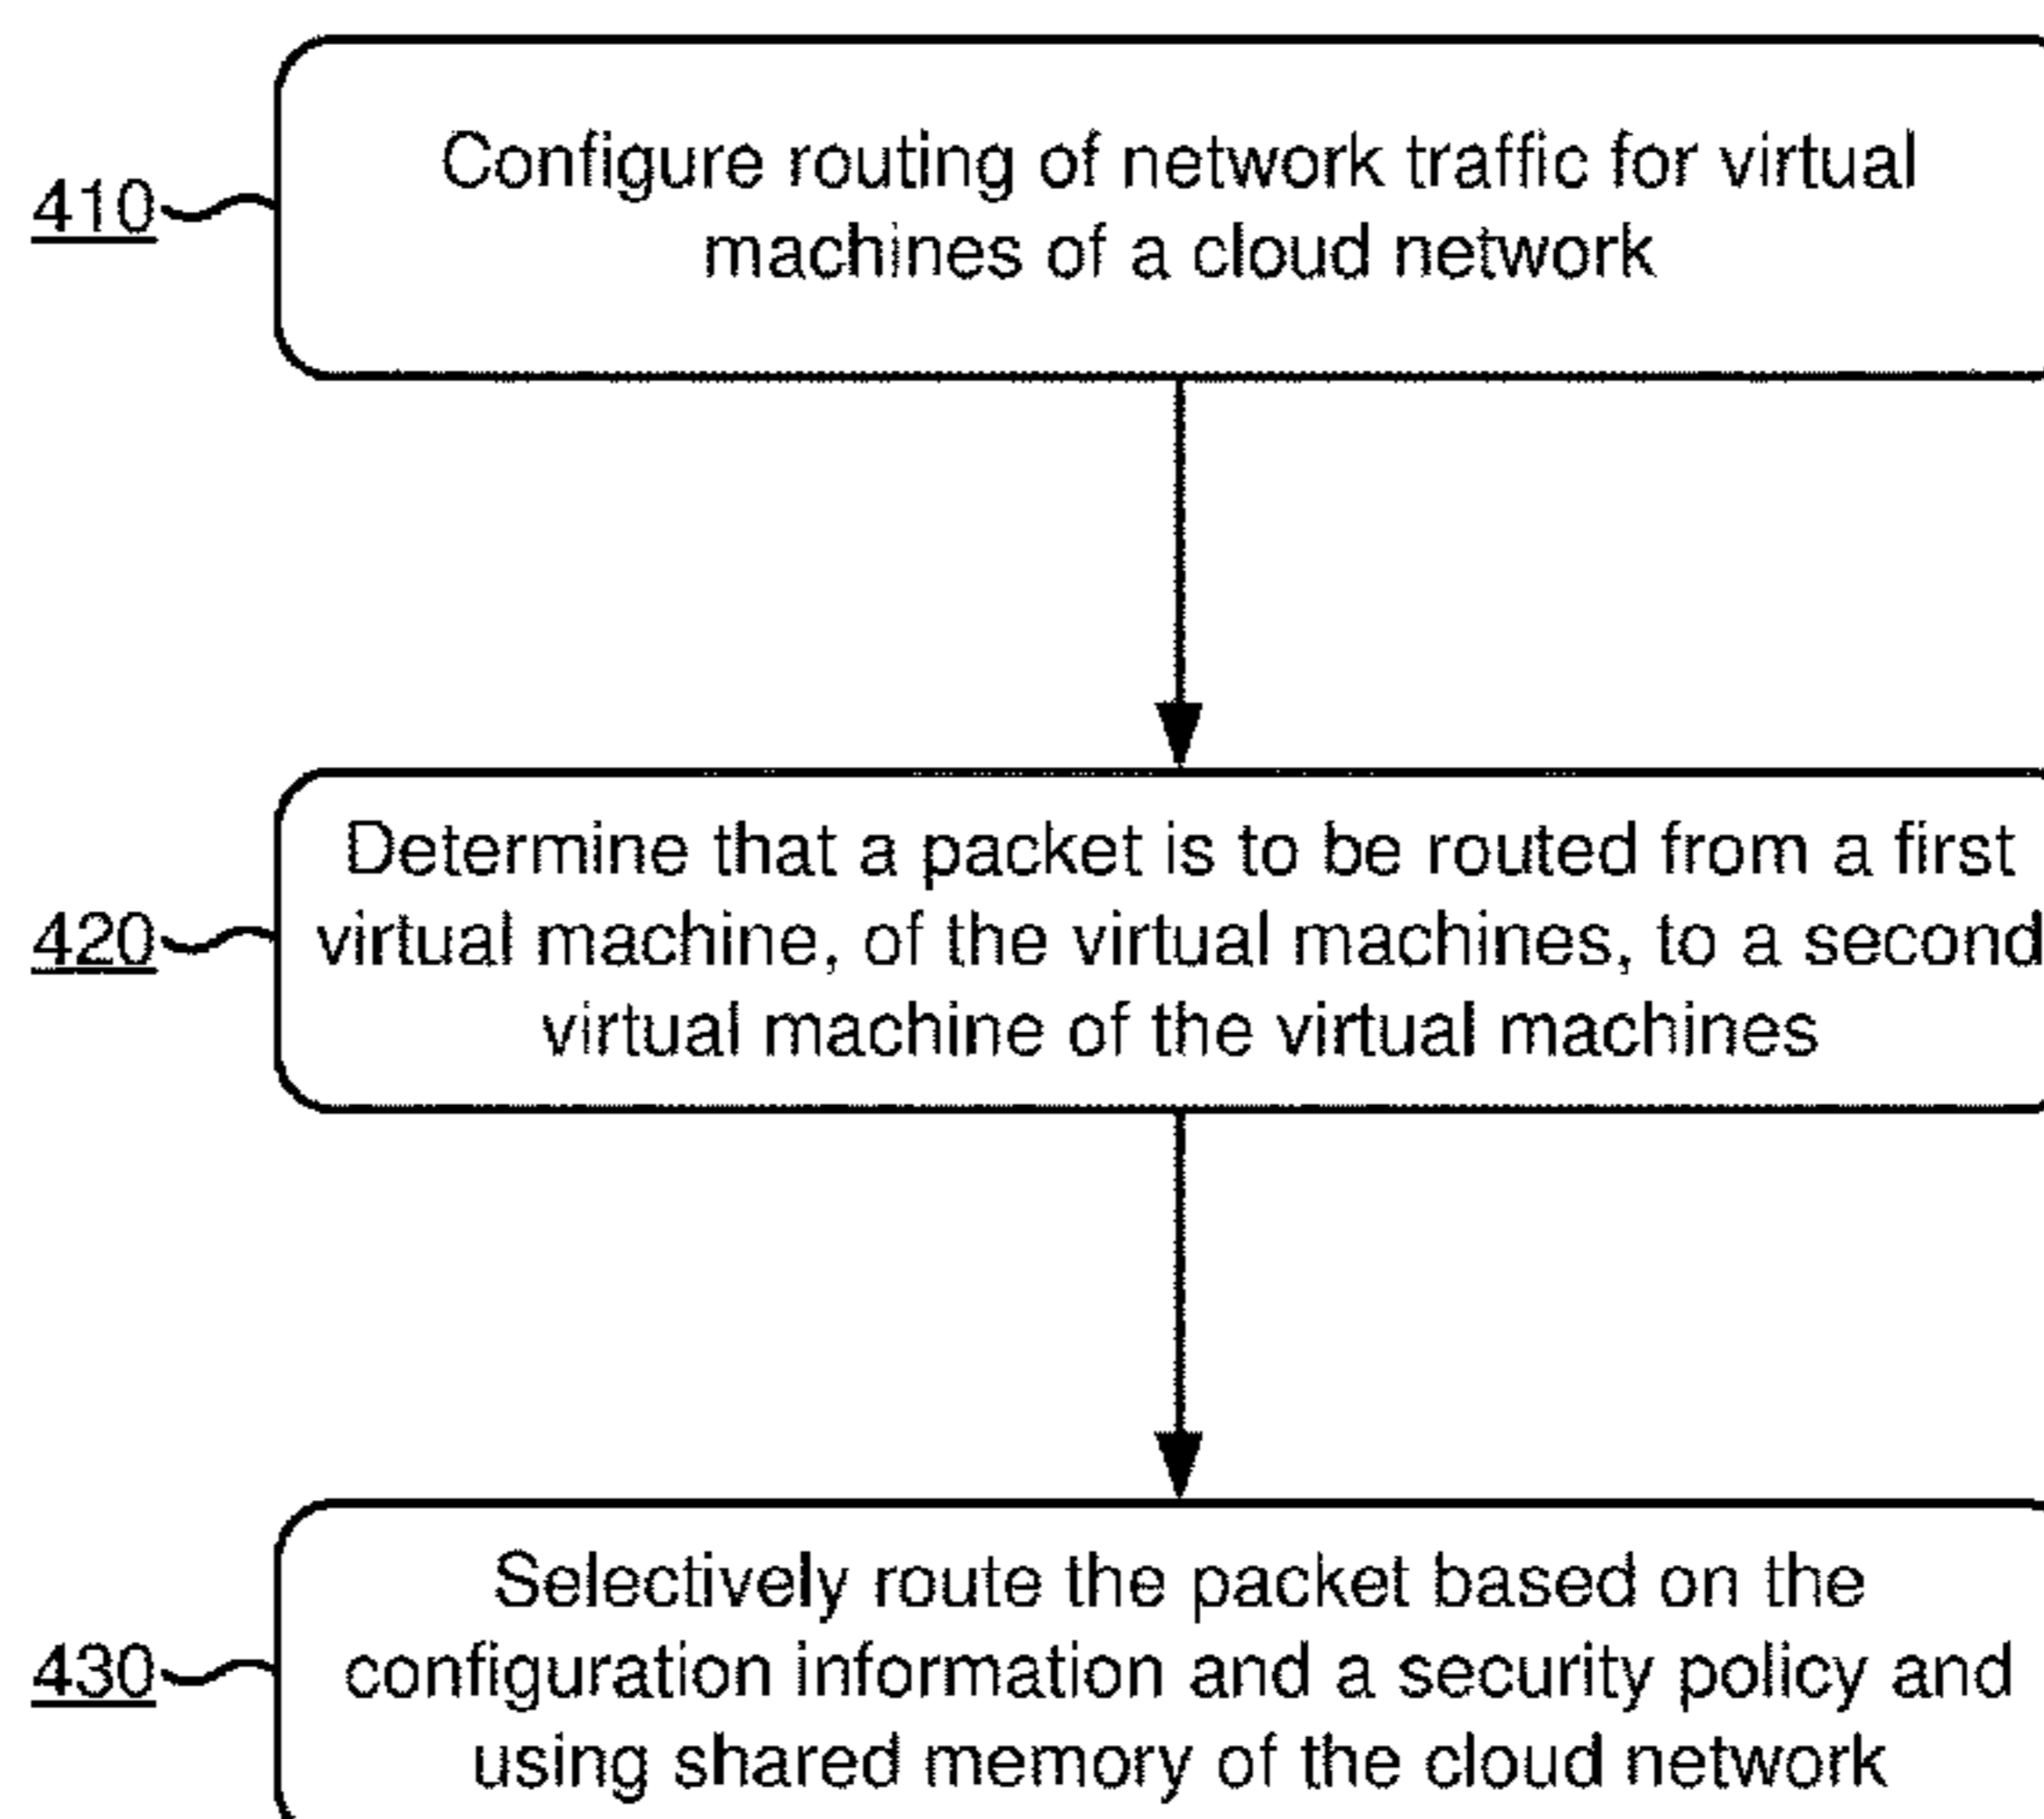 410
Configure routing of network traffic for virtual
machines of a cloud network
420
Determine that a packet is to be routed from a first
virtual machine, of the virtual machines, to a second
virtual machine of the virtual machines
430
Selectively route the packet based on the
configuration information and a security policy and
using shared memory of the cloud network